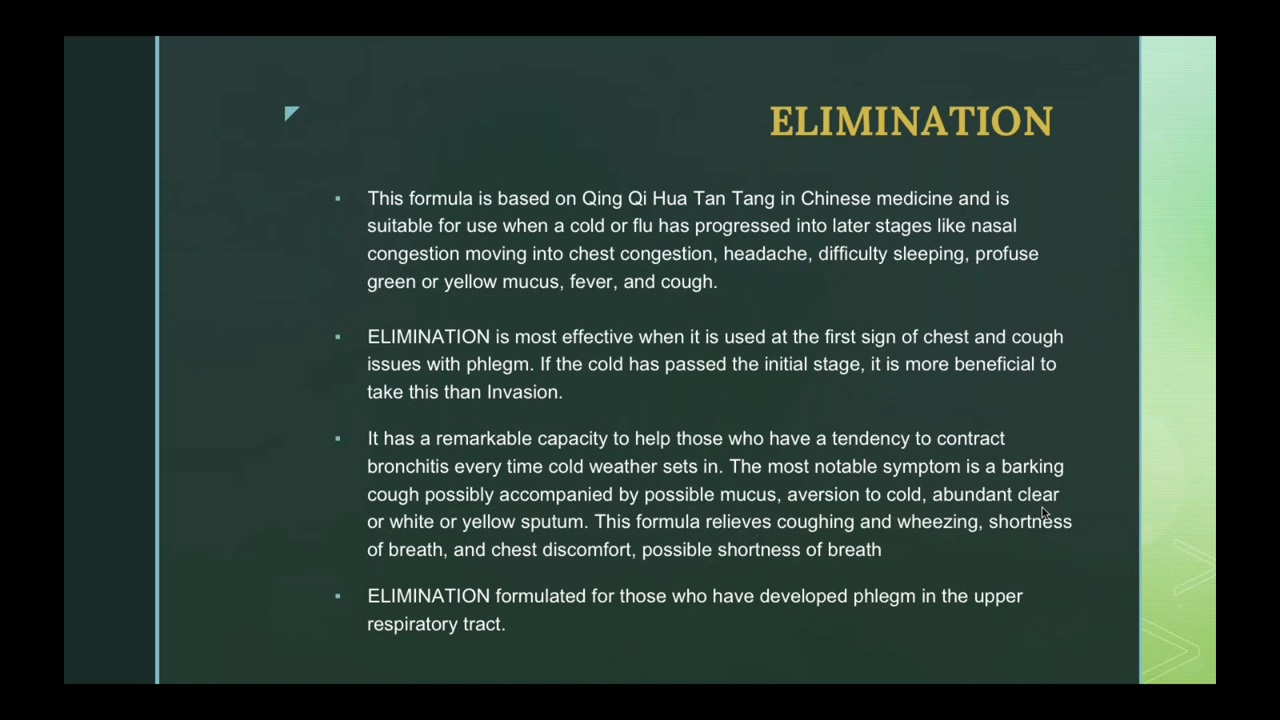 ELIMINATION
▪ This formula is based on Qing Qi Hua Tan Tang in Chinese medicine and is
suitable for use when a cold or flu has progressed into later stages like nasal
congestion moving into chest congestion, headache, difficulty sleeping, profuse
green or yellow mucus, fever, and cough.
▪ ELIMINATION is most effective when it is used at the first sign of chest and cough
issues with phlegm. If the cold has passed the initial stage, it is more beneficial to
take this than Invasion.
▪ It has a remarkable capacity to help those who have a tendency to contract
bronchitis every time cold weather sets in. The most notable symptom is a barking
cough possibly accompanied by possible mucus, aversion to cold, abundant clear
or white or yellow sputum. This formula relieves coughing and wheezing, shortness
of breath, and chest discomfort, possible shortness of breath
▪ ELIMINATION formulated for those who have developed phlegm in the upper
respiratory tract.